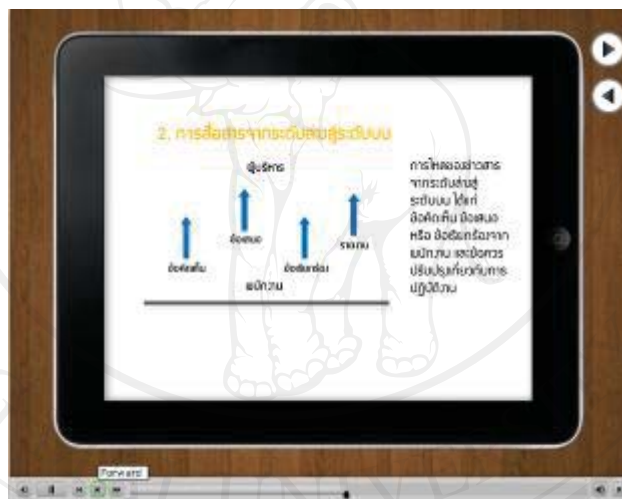 2. การสื่อสารจากระดับล่างสู่ระดับบน
ผู้บริหาร
ข้อคิดเห็น
ข้อเสนอ
ข้อเรียกร้อง
รายงาน
พนักงาน
การไหลของข่าวสาร
จากระดับล่างสู่
ระดับบน ได้แก่
ข้อคิดเห็น ข้อเสนอ
หรือ ข้อเรียกร้องจาก
พนักงาน และข้อควร
ปรับปรุงเกี่ยวกับการ
ปฏิบัติงาน
Forward